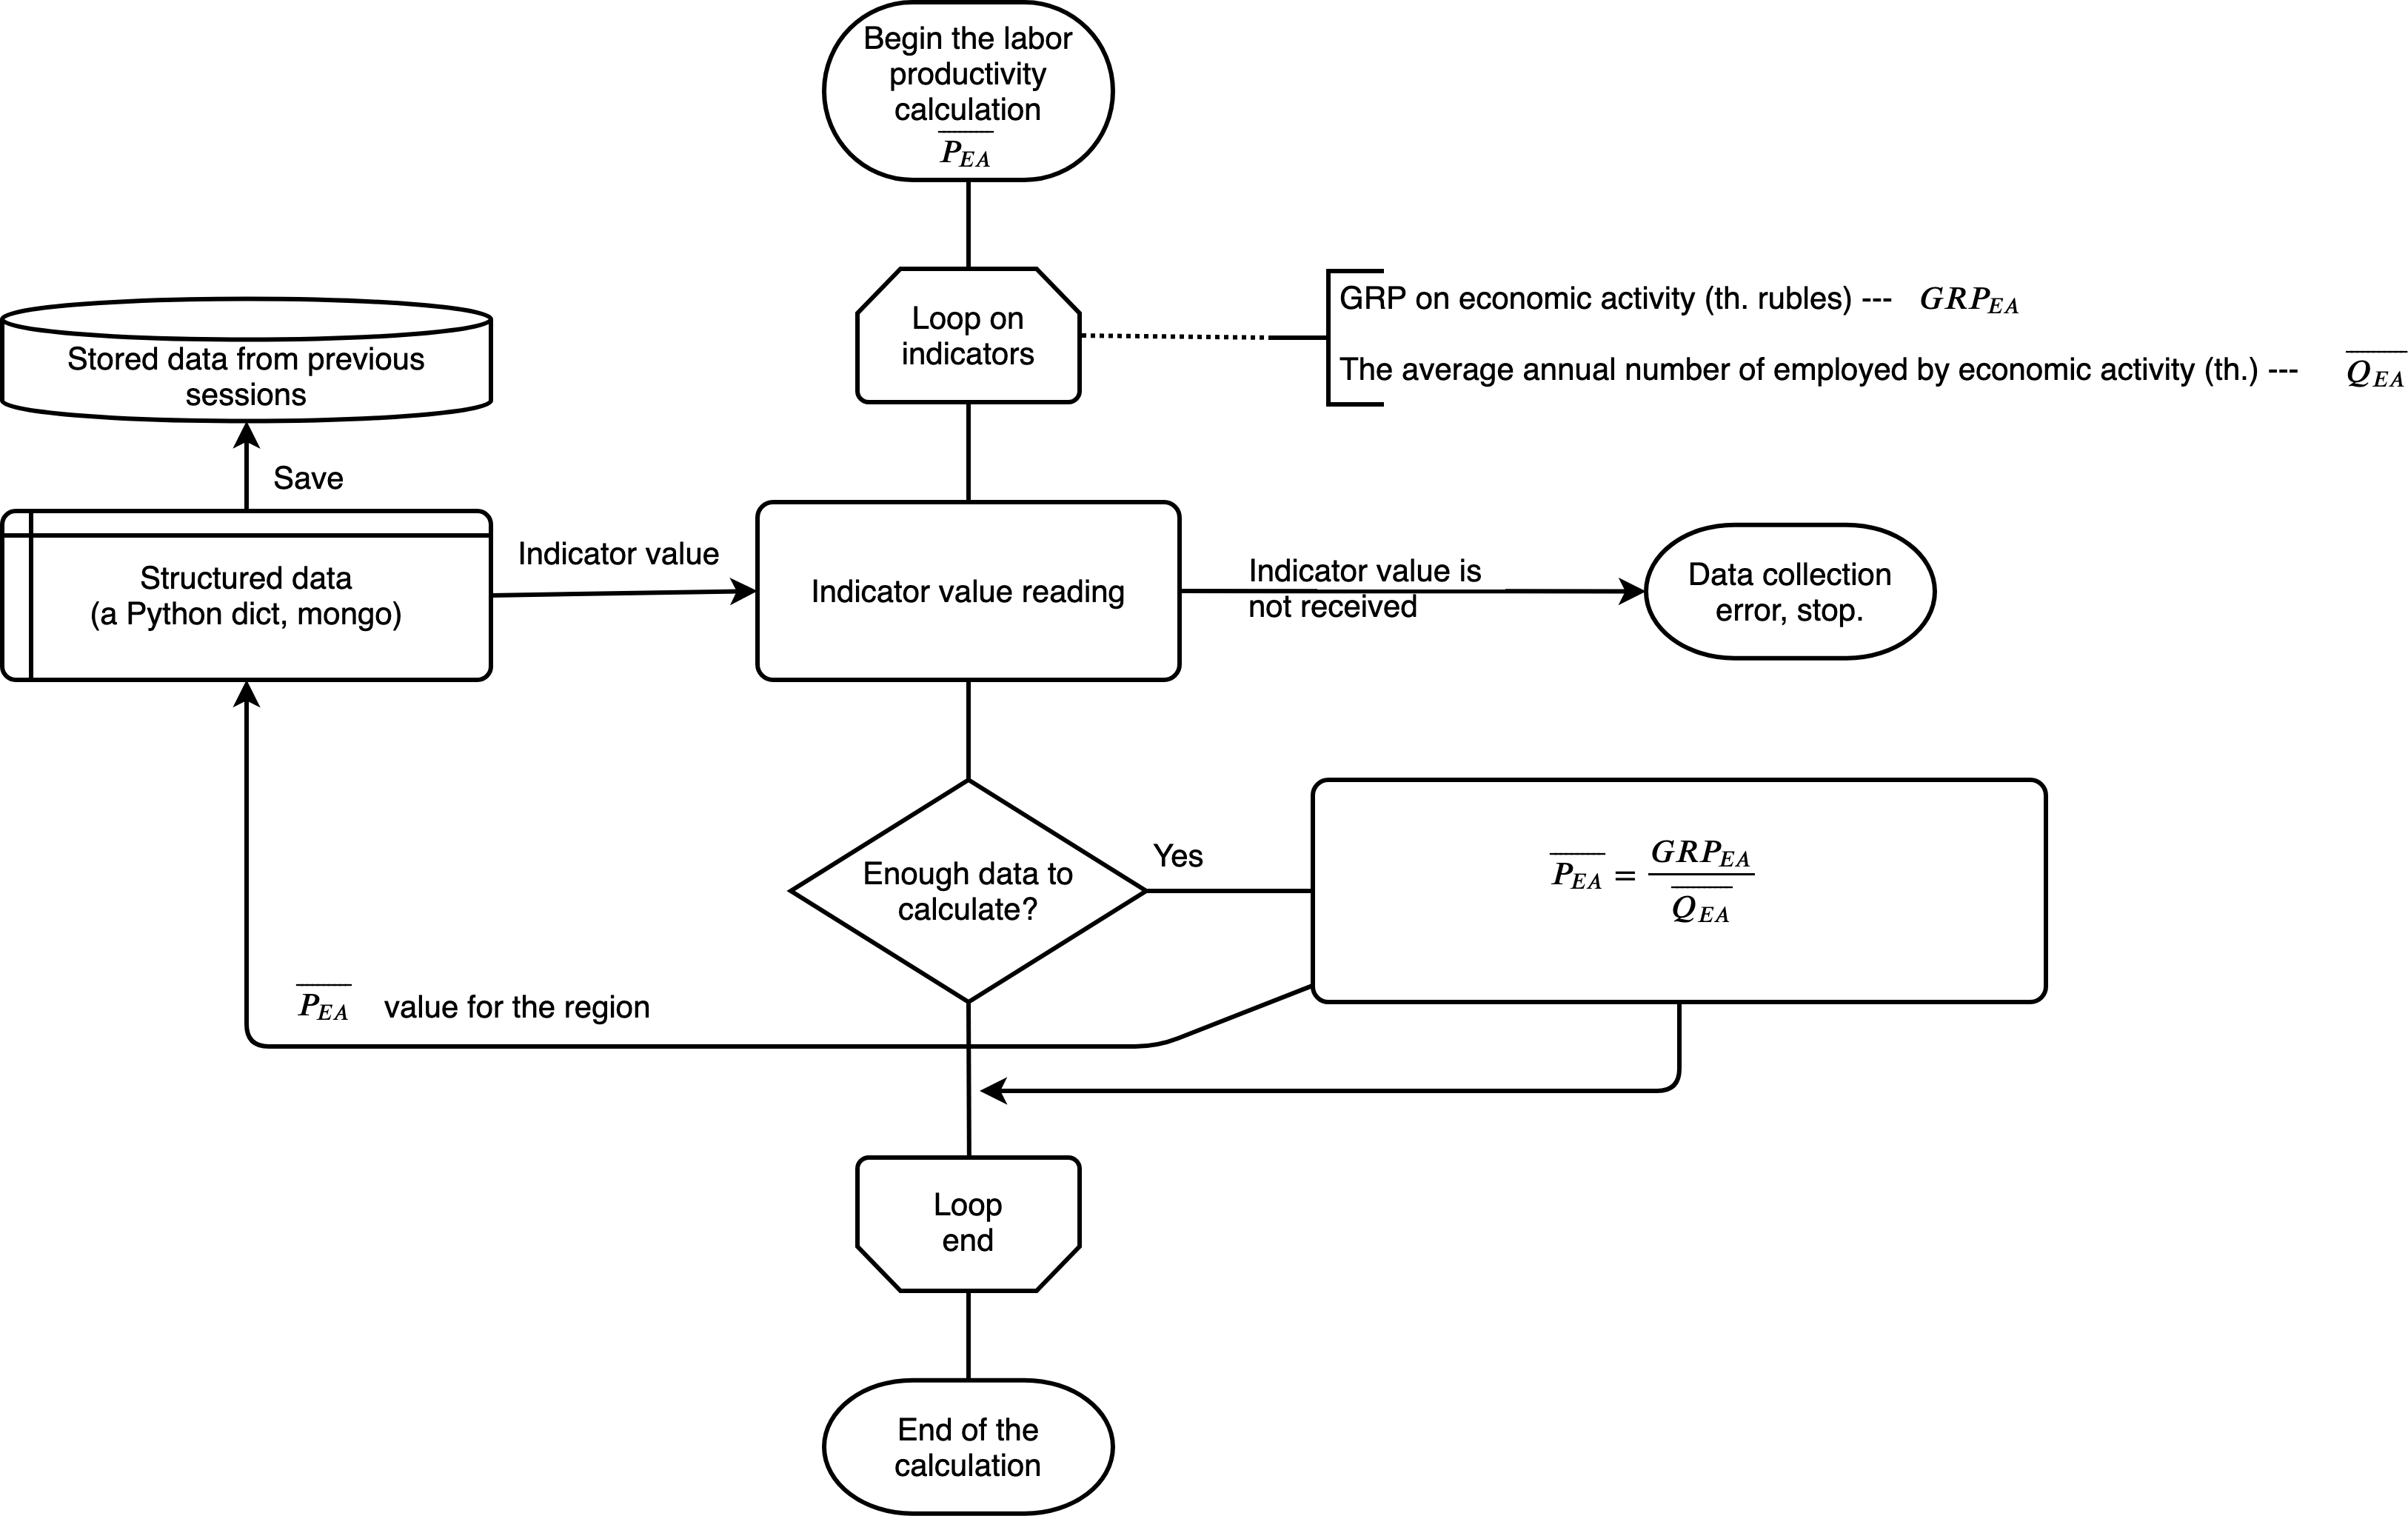 Begin the labor
productivity
calculation
$\overline{P_{EA}}$
Loop on
indicators
GRP on economic activity (th. rubles) --- $GRP_{EA}$
The average annual number of employed by economic activity (th.) --- $\overline{Q_{EA}}$
Stored data from previous
sessions
Save
Structured data
(a Python dict, mongo)
Indicator value
Indicator value reading
Indicator value is
not received
Data collection
error, stop.
Enough data to
calculate?
Yes
$\overline{P_{EA}} = \frac{GRP_{EA}}{\overline{Q_{EA}}}$
$\overline{P_{EA}}$ value for the region
Loop
end
End of the
calculation